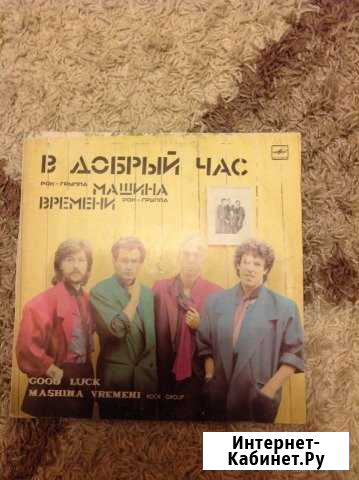 В ДОБРЫЙ ЧАС
РОК-ГРУППА МАШИНА
ВРЕМЕНИ РОК-ГРУППА
GOOD LUCK
MASHINA VREMENI ROCK GROUP
Интернет-
Кабинет.Ру